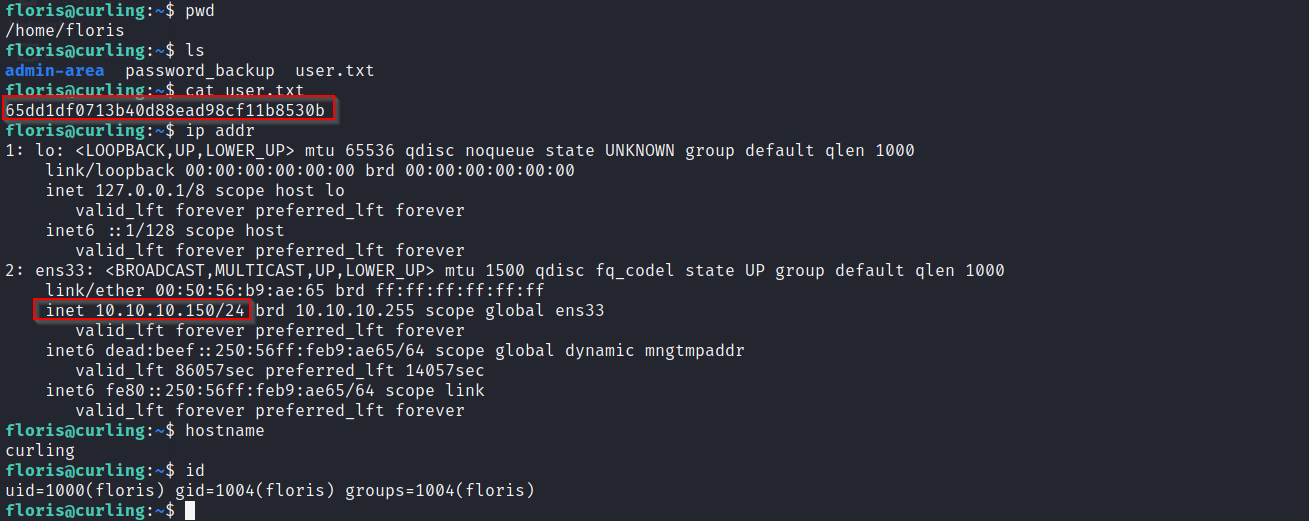 floris@curling:~$ pwd
/home/floris
floris@curling:~$ ls
admin-area  password_backup  user.txt
floris@curling:~$ cat user.txt
65dd1df0713b40d88ead98cf11b8530b
floris@curling:~$ ip addr
1: lo: <LOOPBACK,UP,LOWER_UP> mtu 65536 qdisc noqueue state UNKNOWN group default qlen 1000
    link/loopback 00:00:00:00:00:00 brd 00:00:00:00:00:00
    inet 127.0.0.1/8 scope host lo
       valid_lft forever preferred_lft forever
    inet6 ::1/128 scope host
       valid_lft forever preferred_lft forever
2: ens33: <BROADCAST,MULTICAST,UP,LOWER_UP> mtu 1500 qdisc fq_codel state UP group default qlen 1000
    link/ether 00:50:56:b9:ae:65 brd ff:ff:ff:ff:ff:ff
    inet 10.10.10.150/24 brd 10.10.10.255 scope global ens33
       valid_lft forever preferred_lft forever
    inet6 dead:beef::250:56ff:feb9:ae65/64 scope global dynamic mngtmpaddr
       valid_lft 86057sec preferred_lft 14057sec
    inet6 fe80::250:56ff:feb9:ae65/64 scope link
       valid_lft forever preferred_lft forever
floris@curling:~$ hostname
curling
floris@curling:~$ id
uid=1000(floris) gid=1004(floris) groups=1004(floris)
floris@curling:~$